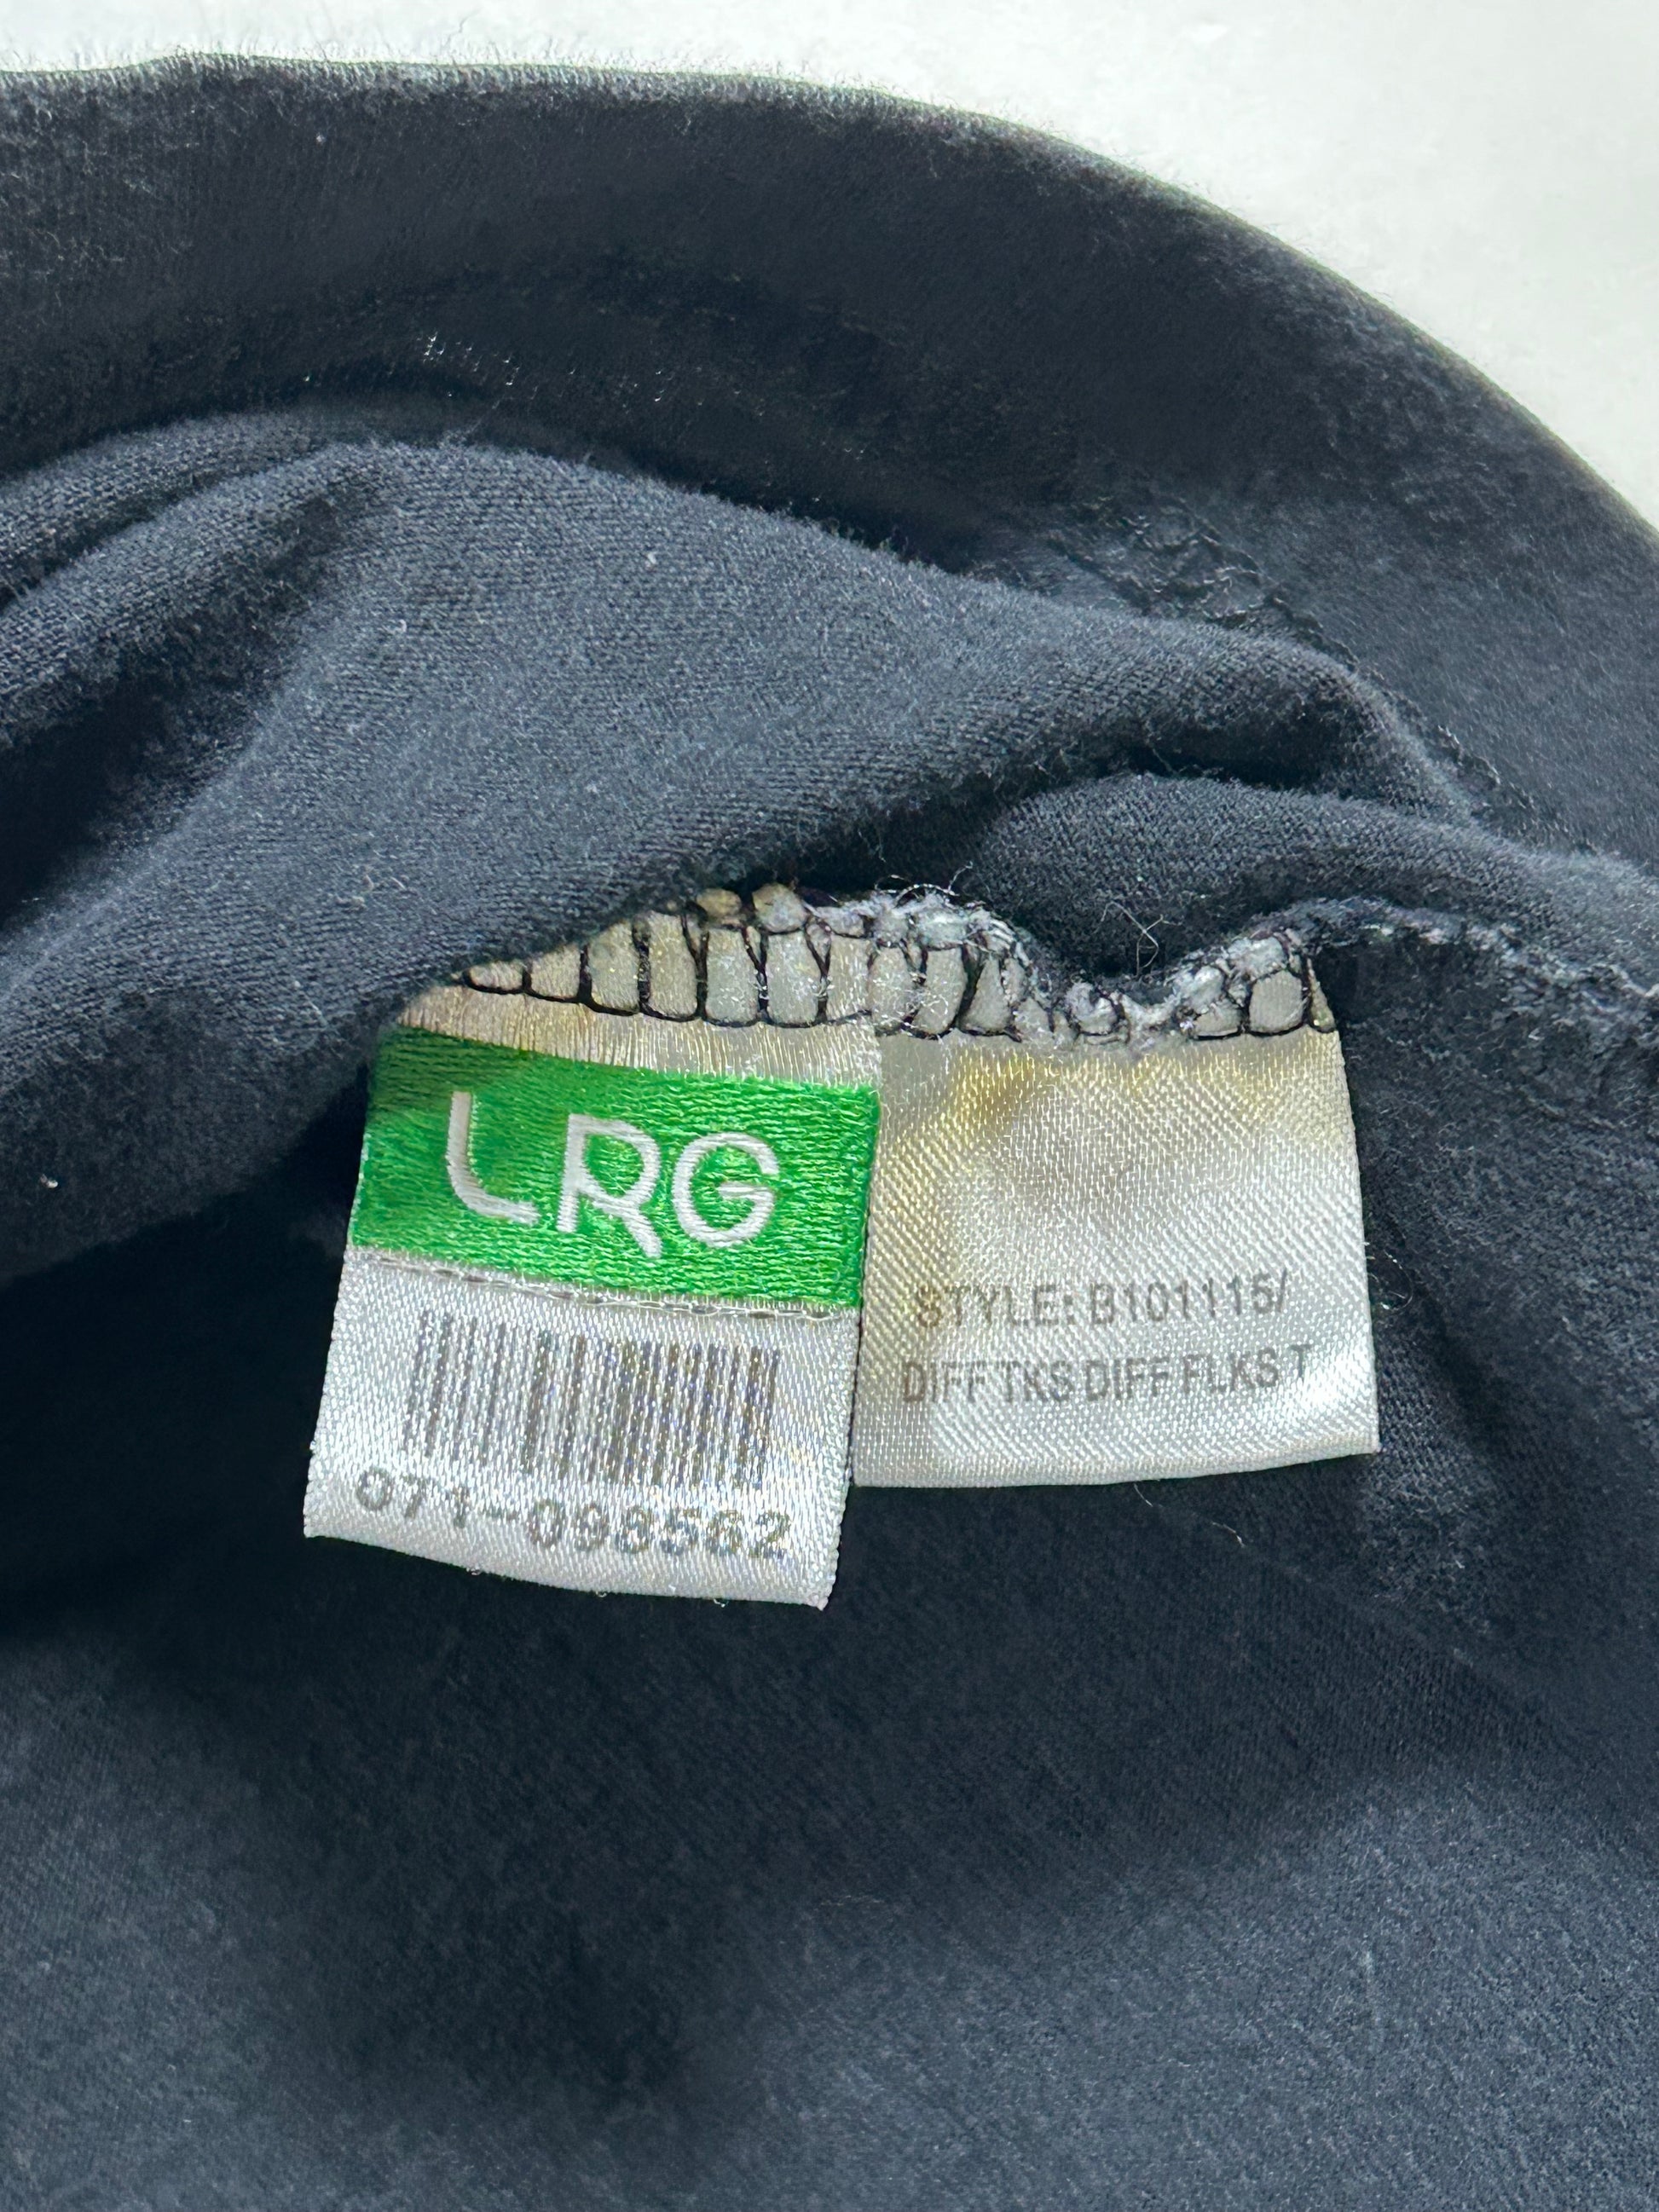 LRG
071-098562
STYLE: B101115/
DIFF TKS DIFF FLKS T